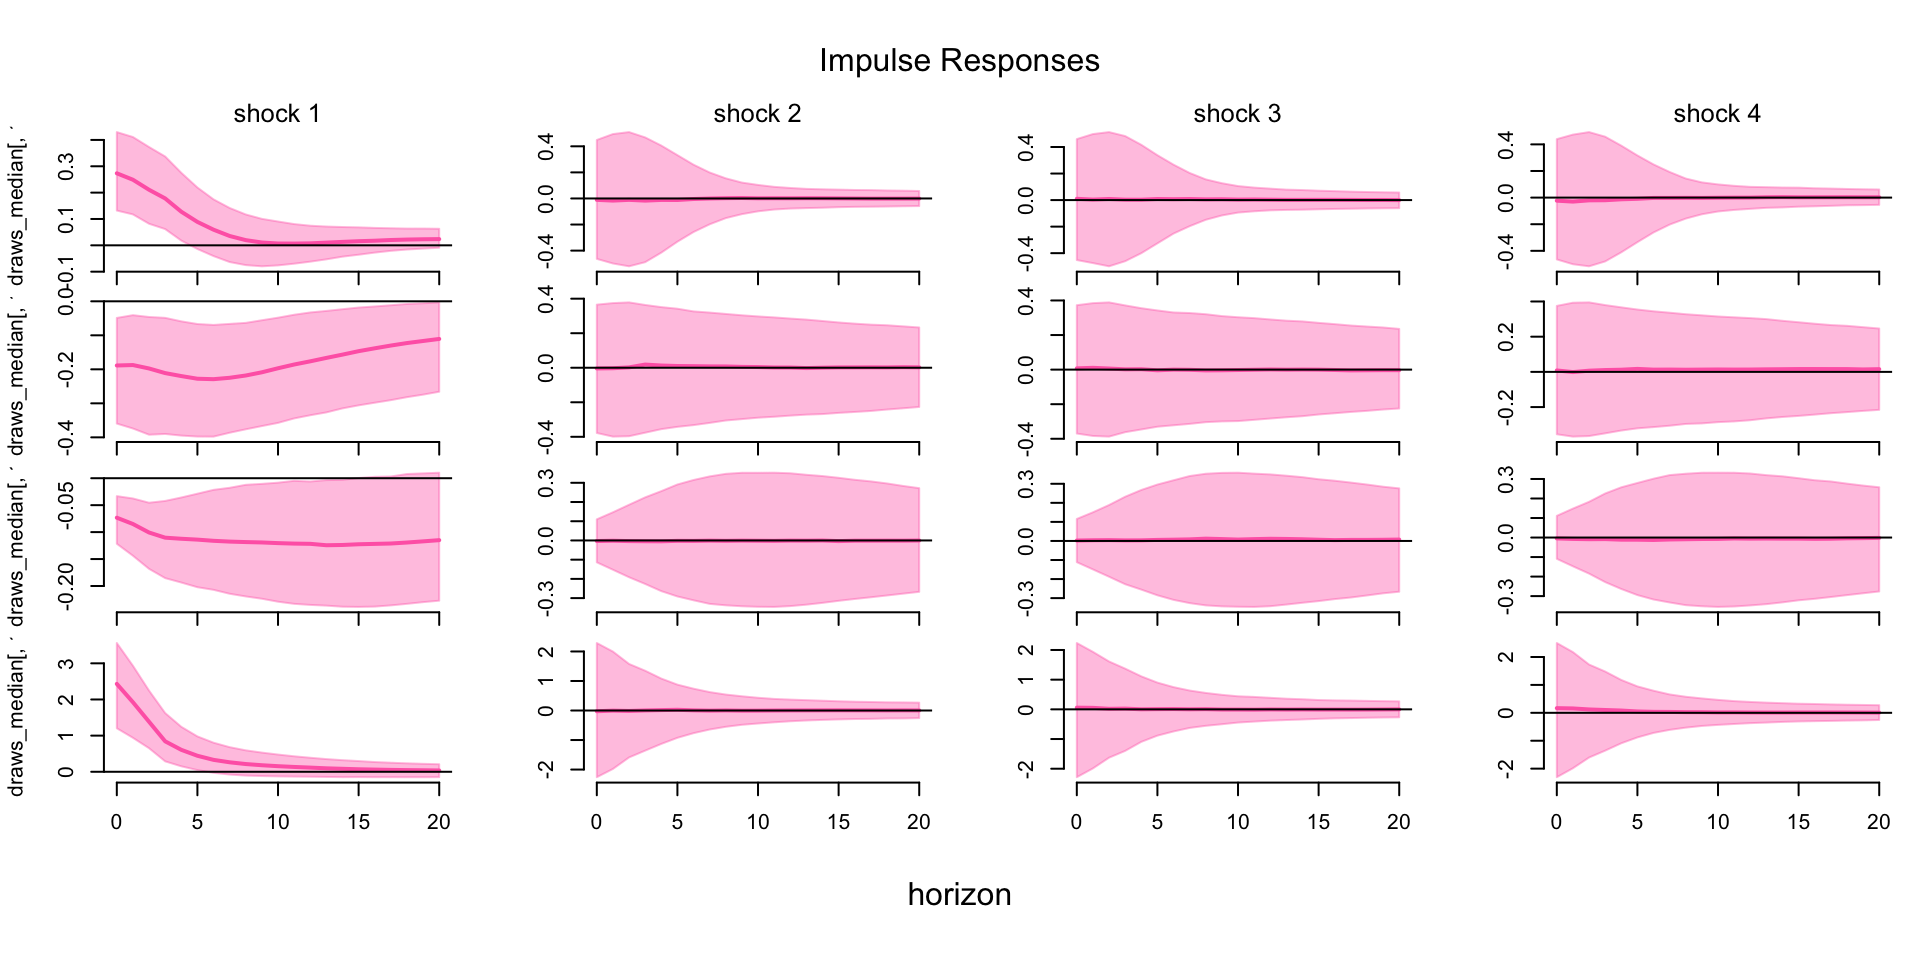 Impulse Responses
shock 1 shock 2 shock 3 shock 4
draws_median[, ´
-0.1 0.1 0.3
-0.4 0.0 0.4
-0.4 0.0 0.4
-0.4 0.0 0.4
draws_median[, ´
-0.4 -0.2 0.0
-0.4 0.0 0.4
-0.4 0.0 0.4
-0.2 0.2
draws_median[, ´
-0.20 -0.05
-0.3 0.0 0.3
-0.3 0.0 0.3
-0.3 0.0 0.3
draws_median[, ´
0 1 2 3
-2 0 1 2
-2 0 1 2
-2 0 2
0 5 10 15 20
0 5 10 15 20
0 5 10 15 20
0 5 10 15 20
horizon